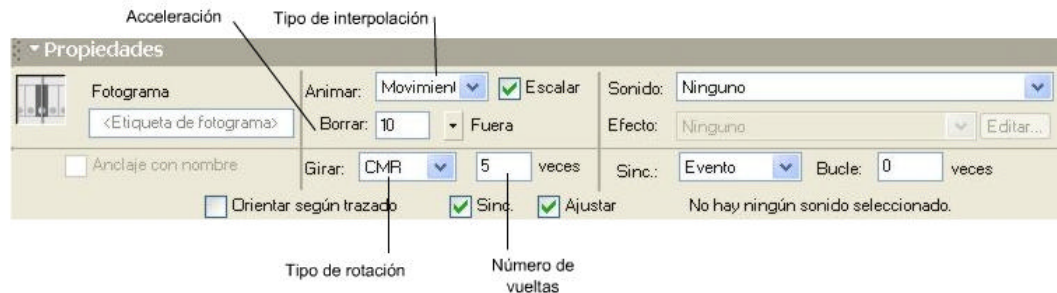 Acceleración
Tipo de interpolación
Propiedades
Fotograma
<Etiqueta de fotograma>
Anclaje con nombre
Animar: Movimient Escalar
Borrar: 10 Fuera
Girar: CMR 5 veces
Orientar según trazado Sinc. Ajustar
Sonido: Ninguno
Efecto: Ninguno Editar...
Sinc.: Evento Bucle: 0 veces
No hay ningún sonido seleccionado.
Tipo de rotación
Número de
vueltas